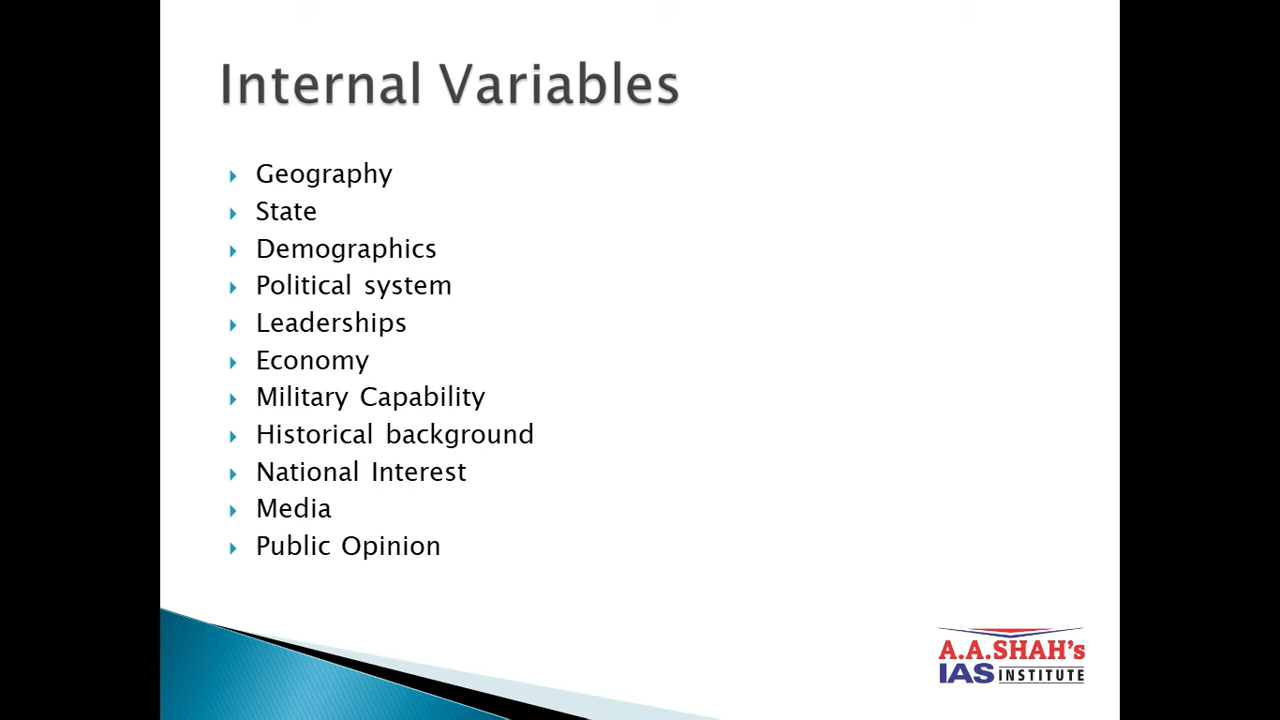 Internal Variables
Geography
State
Demographics
Political system
Leaderships
Economy
Military Capability
Historical background
National Interest
Media
Public Opinion
A.A.SHAH's
IAS INSTITUTE